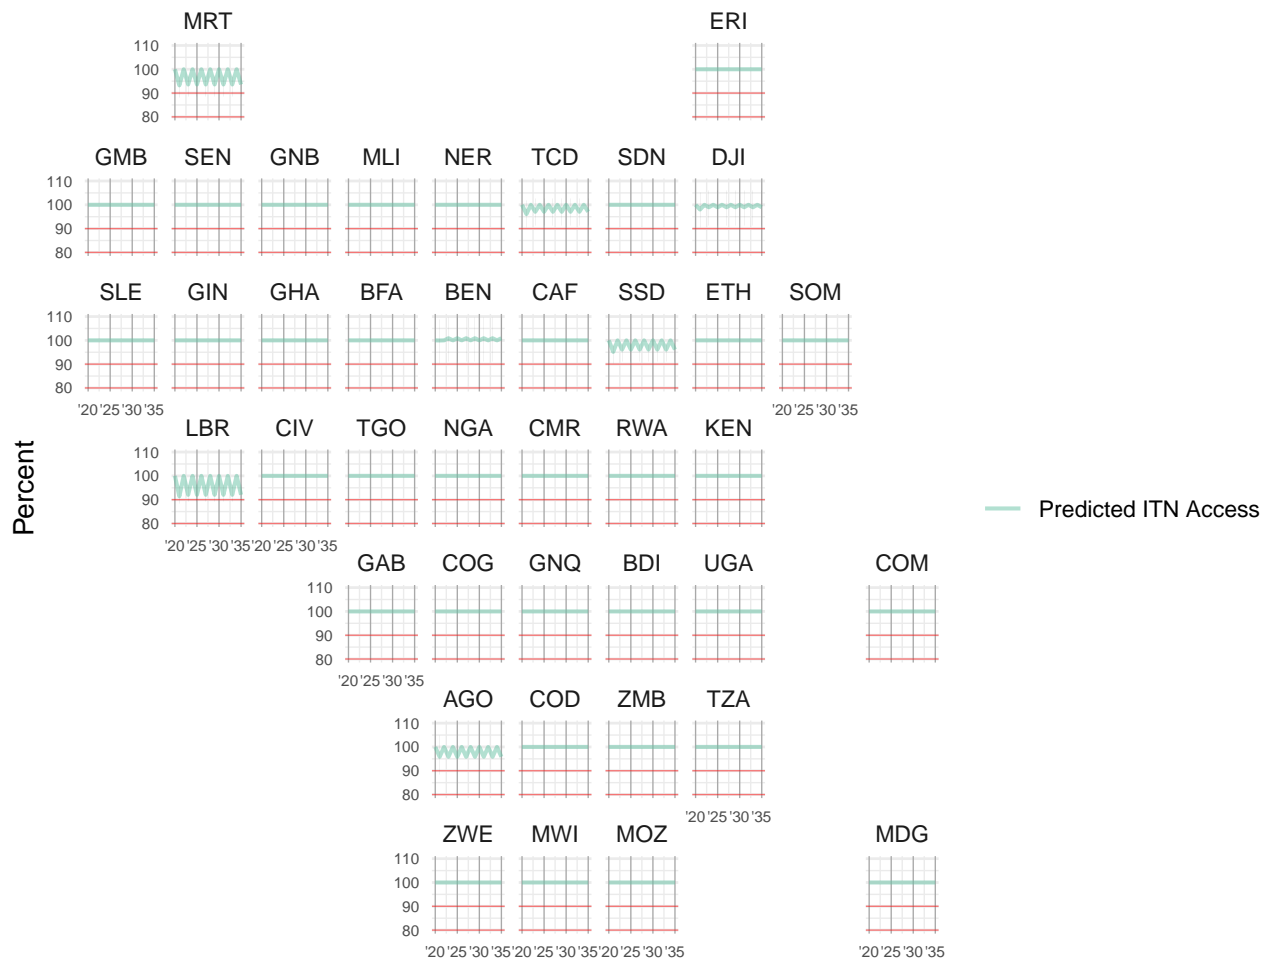 MRT ERI
110
100
90
80
GMB SEN GNB MLI NER TCD SDN DJI
110
100
90
80
SLE GIN GHA BFA BEN CAF SSD ETH SOM
110
100
90
80
'20 '25 '30 '35 '20 '25 '30 '35
LBR CIV TGO NGA CMR RWA KEN
110
100
90
80
'20 '25 '30 '35 '20 '25 '30 '35
Percent
Predicted ITN Access
GAB COG GNQ BDI UGA COM
110
100
90
80
'20 '25 '30 '35
AGO COD ZMB TZA
110
100
90
80
'20 '25 '30 '35
ZWE MWI MOZ MDG
110
100
90
80
'20 '25 '30 '35 '20 '25 '30 '35 '20 '25 '30 '35 '20 '25 '30 '35